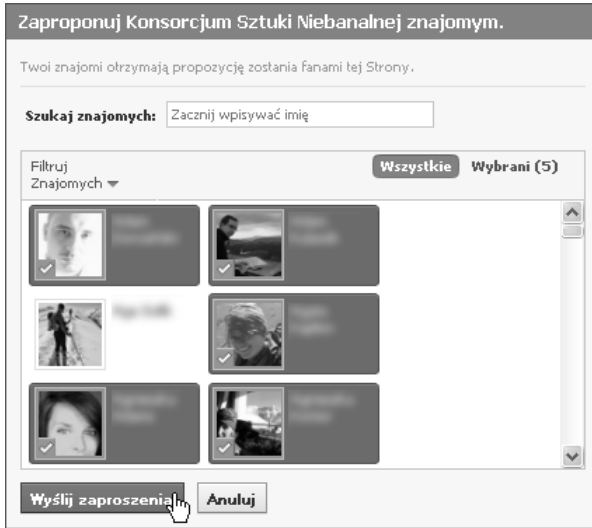 Zaproponuj Konsorcjum Sztuki Niebanalnej znajomym.
Twoi znajomi otrzymają propozycję zostania fanami tej Strony.
Szukaj znajomych: Zacznij wpisywać imię
Filtruj
Znajomych
Wszystkie Wybrani (5)
Wyślij zaproszenia Anuluj